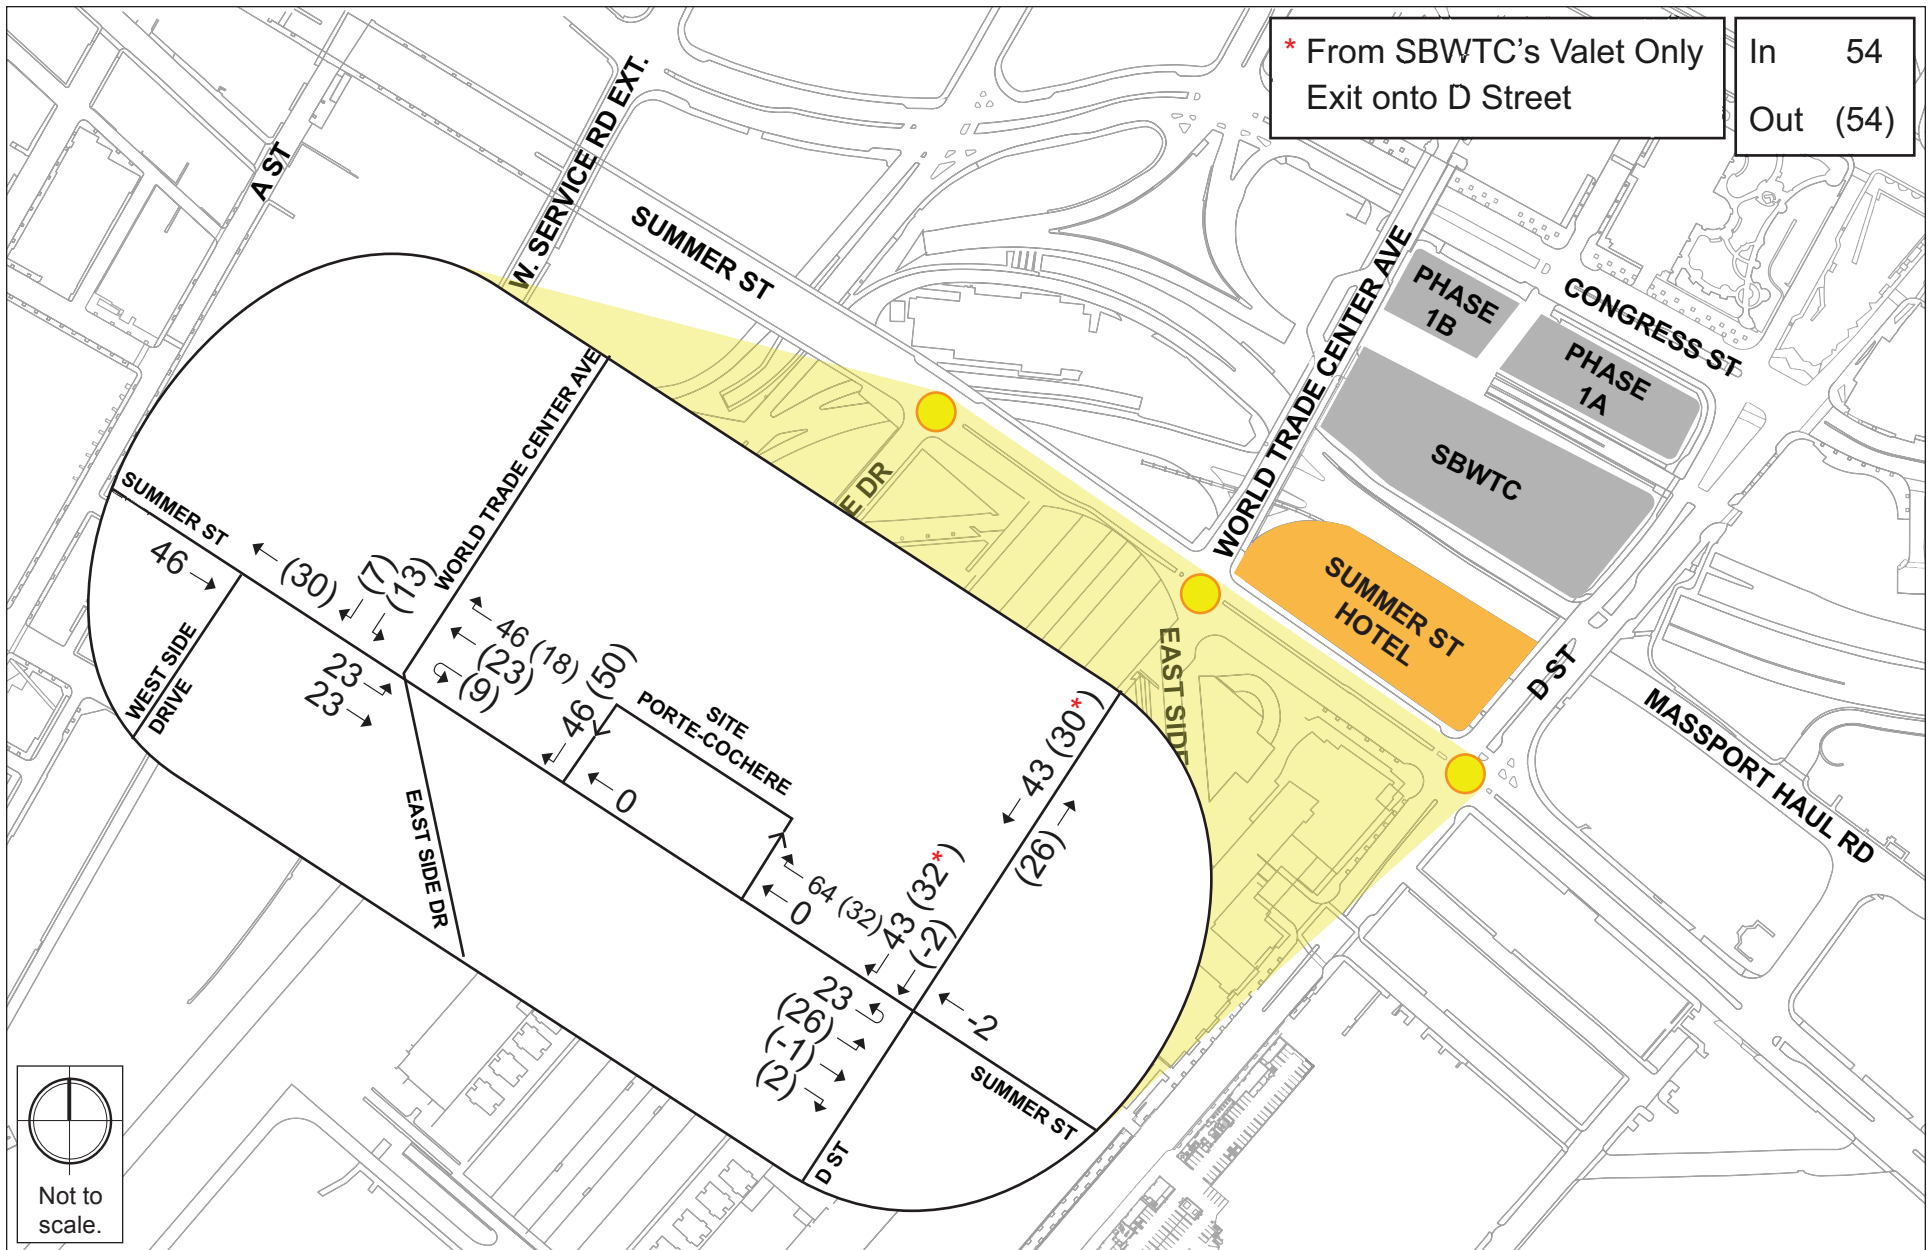 * From SBWTC's Valet Only
Exit onto D Street
In 54
Out (54)
A ST
W. SERVICE RD EXT.
SUMMER ST
WORLD TRADE CENTER AVE
CONGRESS ST
PHASE
1B
PHASE
1A
SBWTC
SUMMER ST
HOTEL
D ST
MASSPORT HAUL RD
E DR
EAST SIDE
WORLD TRADE CENTER AVE
SUMMER ST
46
(30)
(7)
(13)
WEST SIDE
DRIVE
23
23
46 (18)
(23)
(9)
46 (50)
SITE
PORTE-COCHERE
0
EAST SIDE DR
64 (32)
0
43 (30*)
(26)
43 (32*)
(-2)
23
(26)
(-1)
(2)
-2
SUMMER ST
D ST
Not to
scale.